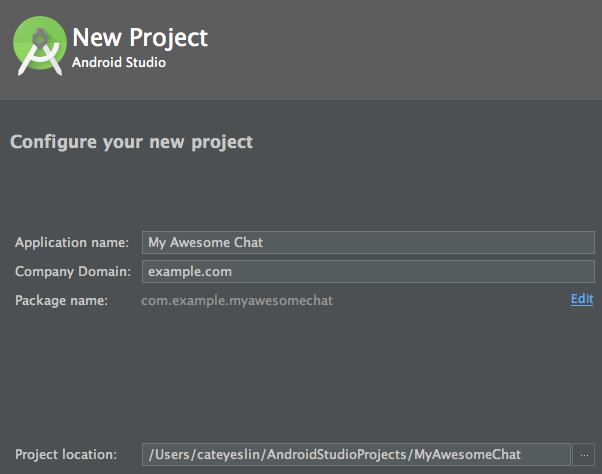 New Project
Android Studio
Configure your new project
Application name: My Awesome Chat
Company Domain: example.com
Package name: com.example.myawesomechat Edit
Project location: /Users/cateyeslin/AndroidStudioProjects/MyAwesomeChat ...